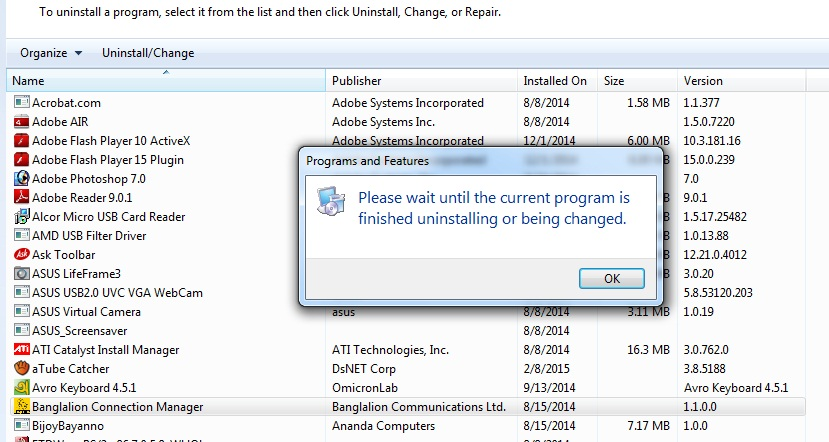 To uninstall a program, select it from the list and then click Uninstall, Change, or Repair.
Organize Uninstall/Change
Name Publisher Installed On Size Version
Acrobat.com Adobe Systems Incorporated 8/8/2014 1.58 MB 1.1.377
Adobe AIR Adobe Systems Inc. 8/8/2014 1.5.0.7220
Adobe Flash Player 10 ActiveX Adobe Systems Incorporated 12/1/2014 6.00 MB 10.3.181.16
Adobe Flash Player 15 Plugin 15.0.0.239
Adobe Photoshop 7.0 7.0
Adobe Reader 9.0.1 9.0.1
Alcor Micro USB Card Reader 1.5.17.25482
AMD USB Filter Driver 1.0.13.88
Ask Toolbar 12.21.0.4012
ASUS LifeFrame3 3.0.20
ASUS USB2.0 UVC VGA WebCam 5.8.53120.203
ASUS Virtual Camera asus 8/8/2014 3.11 MB 1.0.19
ASUS_Screensaver 8/8/2014
ATI Catalyst Install Manager ATI Technologies, Inc. 8/8/2014 16.3 MB 3.0.762.0
aTube Catcher DsNET Corp 2/8/2015 3.8.5188
Avro Keyboard 4.5.1 OmicronLab 9/13/2014 Avro Keyboard 4.5.1
Banglalion Connection Manager Banglalion Communications Ltd. 8/15/2014 1.1.0.0
BijoyBayanno Ananda Computers 8/15/2014 7.17 MB 1.0
Programs and Features
Please wait until the current program is
finished uninstalling or being changed.
OK